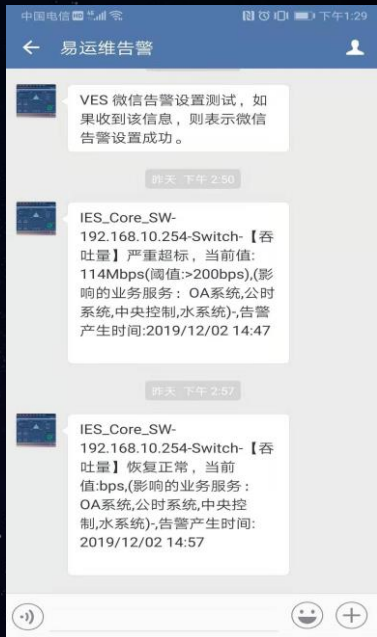 中国电信 下午1:29
易运维告警
VES 微信告警设置测试，如
果收到该信息，则表示微信
告警设置成功。
昨天 下午 2:50
IES_Core_SW-
192.168.10.254-Switch-【吞
吐量】严重超标，当前值:
114Mbps(阈值:>200bps),(影
响的业务服务：OA系统,公时
系统,中央控制,水系统)-,告警
产生时间:2019/12/02 14:47
昨天 下午 2:57
IES_Core_SW-
192.168.10.254-Switch-【吞
吐量】恢复正常，当前
值:bps,(影响的业务服务：
OA系统,公时系统,中央控
制,水系统)-,告警产生时间:
2019/12/02 14:57